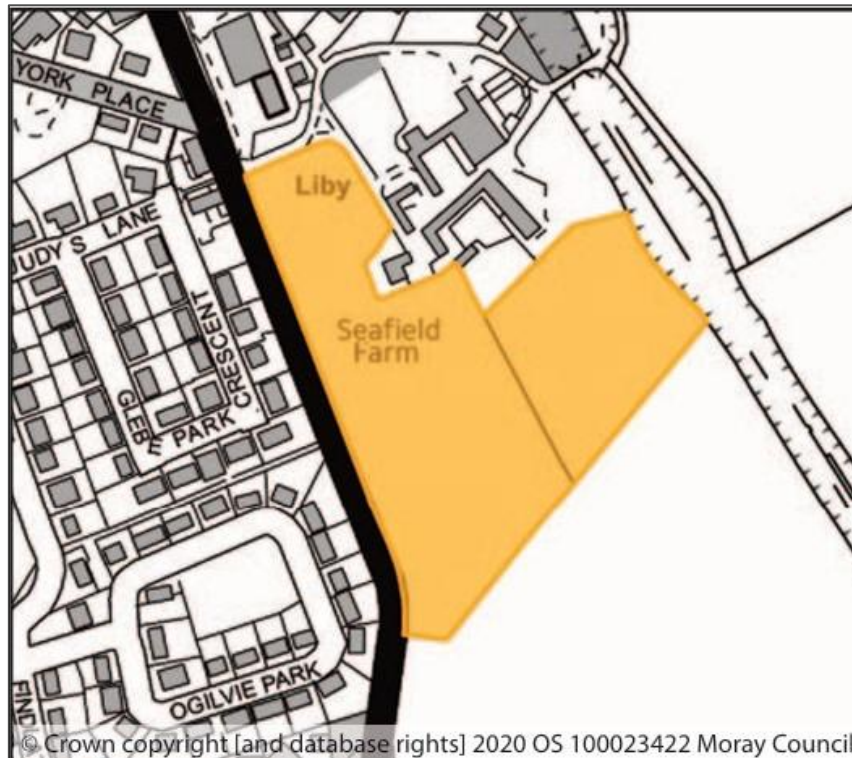 YORK PLACE
Liby
JUDY S LANE
CRESCENT
Seafield
Farm
GLEBE
PARK
OGILVIE PARK
© Crown copyright [and database rights] 2020 OS 100023422 Moray Council